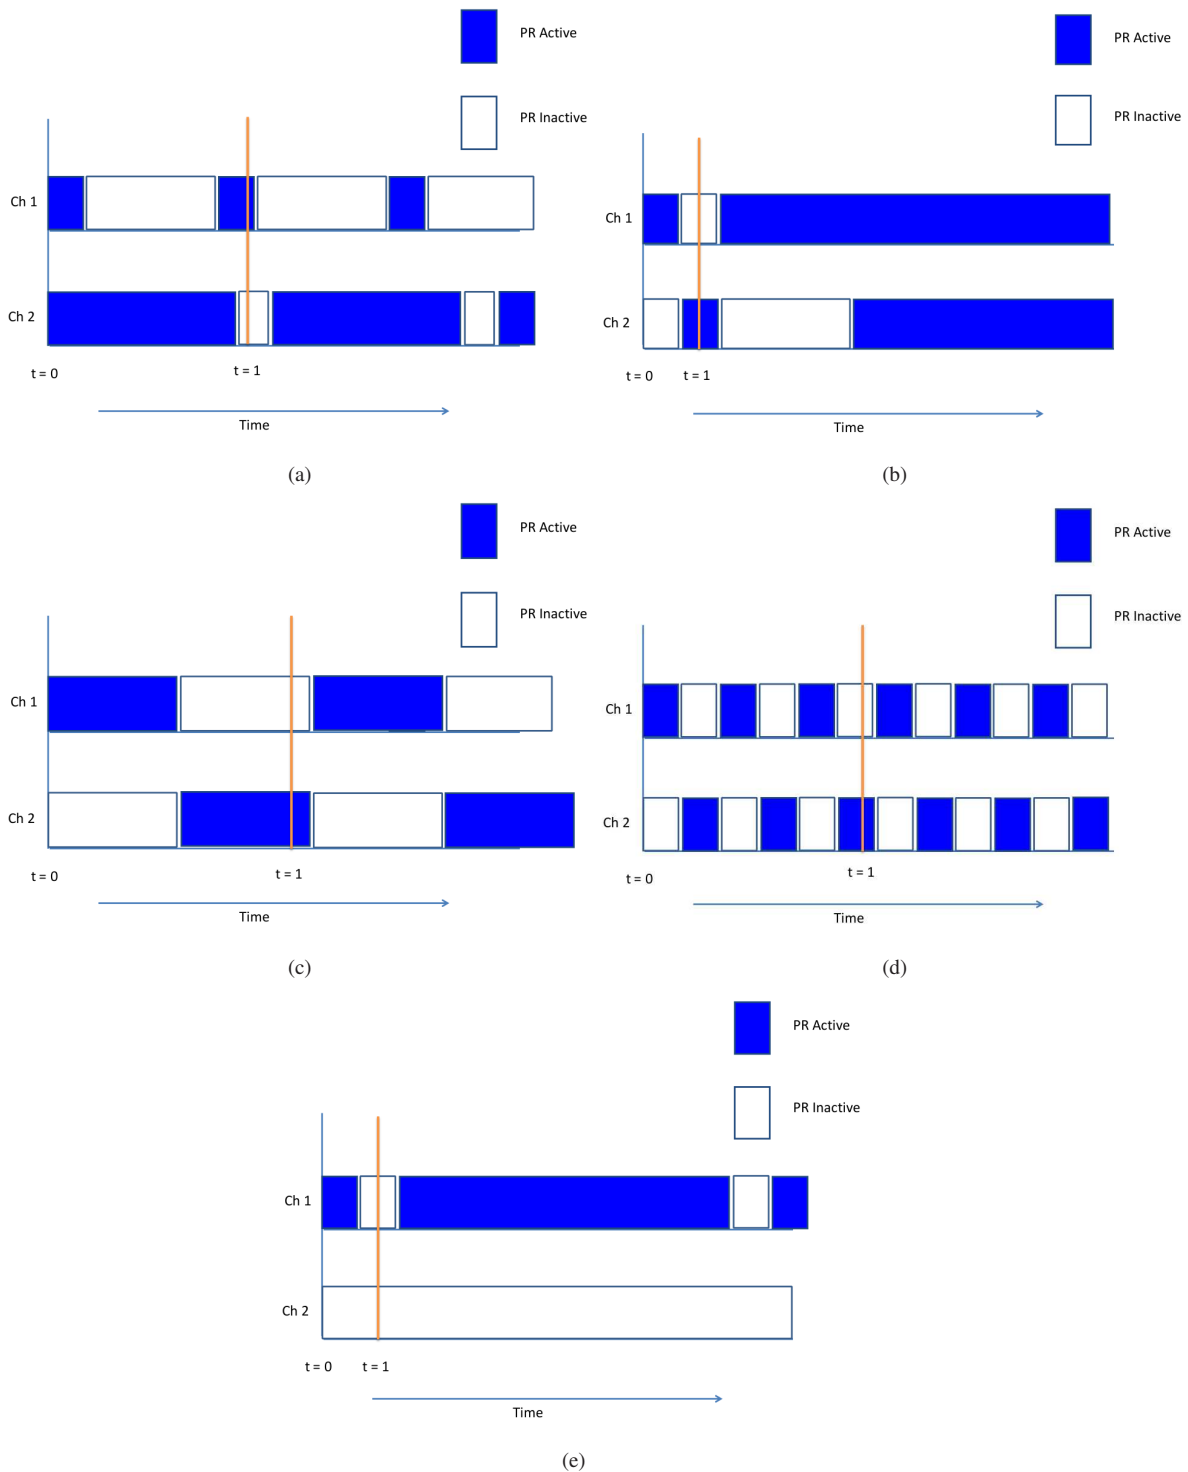 PR Active
PR Inactive
Ch 1
Ch 2
t = 0
t = 1
Time
(a)
PR Active
PR Inactive
Ch 1
Ch 2
t = 0
t = 1
Time
(b)
PR Active
PR Inactive
Ch 1
Ch 2
t = 0
t = 1
Time
(c)
PR Active
PR Inactive
Ch 1
Ch 2
t = 0
t = 1
Time
(d)
PR Active
PR Inactive
Ch 1
Ch 2
t = 0
t = 1
Time
(e)